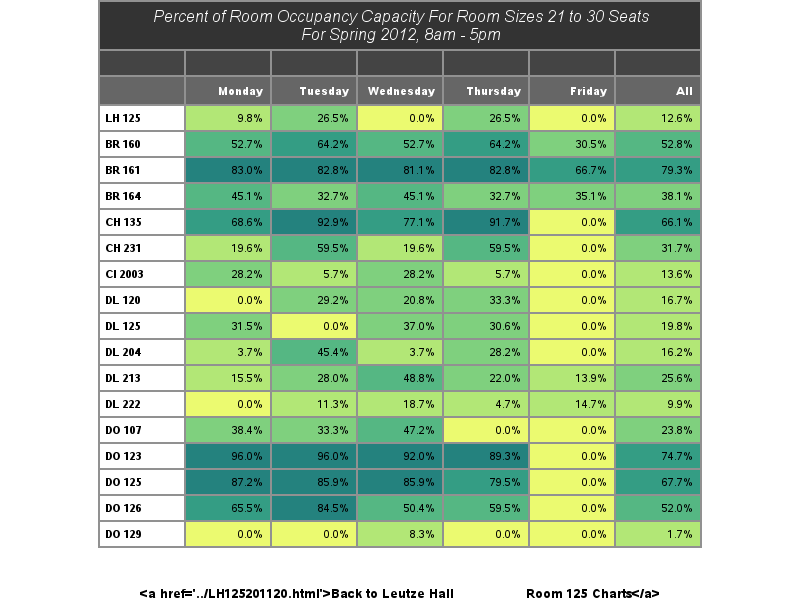 Percent of Room Occupancy Capacity For Room Sizes 21 to 30 Seats
For Spring 2012, 8am - 5pm
Monday Tuesday Wednesday Thursday Friday All
LH 125 9.8% 26.5% 0.0% 26.5% 0.0% 12.6%
BR 160 52.7% 64.2% 52.7% 64.2% 30.5% 52.8%
BR 161 83.0% 82.8% 81.1% 82.8% 66.7% 79.3%
BR 164 45.1% 32.7% 45.1% 32.7% 35.1% 38.1%
CH 135 68.6% 92.9% 77.1% 91.7% 0.0% 66.1%
CH 231 19.6% 59.5% 19.6% 59.5% 0.0% 31.7%
CI 2003 28.2% 5.7% 28.2% 5.7% 0.0% 13.6%
DL 120 0.0% 29.2% 20.8% 33.3% 0.0% 16.7%
DL 125 31.5% 0.0% 37.0% 30.6% 0.0% 19.8%
DL 204 3.7% 45.4% 3.7% 28.2% 0.0% 16.2%
DL 213 15.5% 28.0% 48.8% 22.0% 13.9% 25.6%
DL 222 0.0% 11.3% 18.7% 4.7% 14.7% 9.9%
DO 107 38.4% 33.3% 47.2% 0.0% 0.0% 23.8%
DO 123 96.0% 96.0% 92.0% 89.3% 0.0% 74.7%
DO 125 87.2% 85.9% 85.9% 79.5% 0.0% 67.7%
DO 126 65.5% 84.5% 50.4% 59.5% 0.0% 52.0%
DO 129 0.0% 0.0% 8.3% 0.0% 0.0% 1.7%
<a href='../LH125201120.html'>Back to Leutze Hall Room 125 Charts</a>